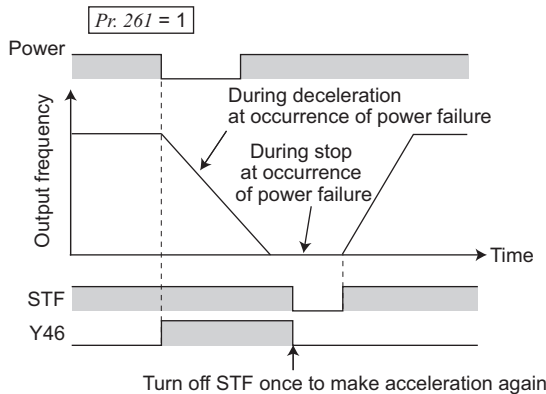 Pr. 261 = 1
Power
During deceleration
at occurrence of power failure
During stop
at occurrence
of power failure
Output frequency
Time
STF
Y46
Turn off STF once to make acceleration again